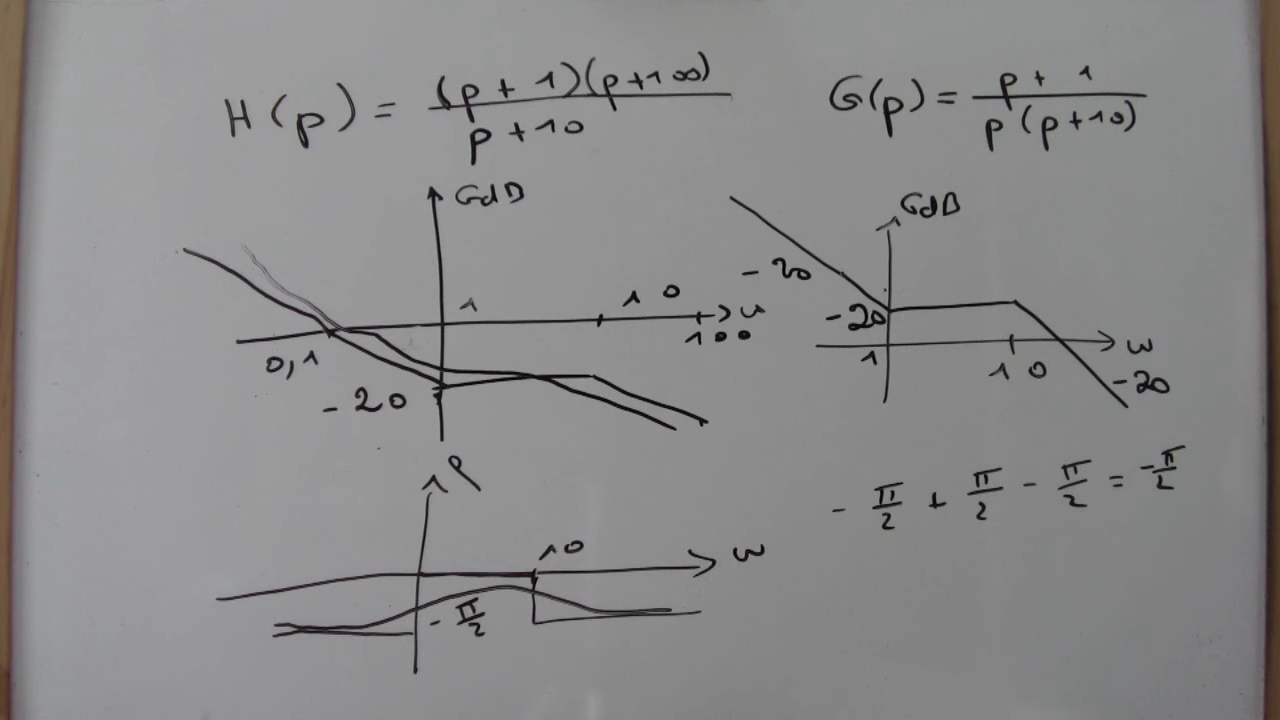 H(p) = (p + 1)(p+100) / p + 10
G(p) = p + 1 / p (p+10)
GdB
1
10
ω
100
0,1
-20
GdB
-20
-20
1
10
ω
-20
φ
10
ω
-π/2
-π/2 + π/2 - π/2 = -π/2